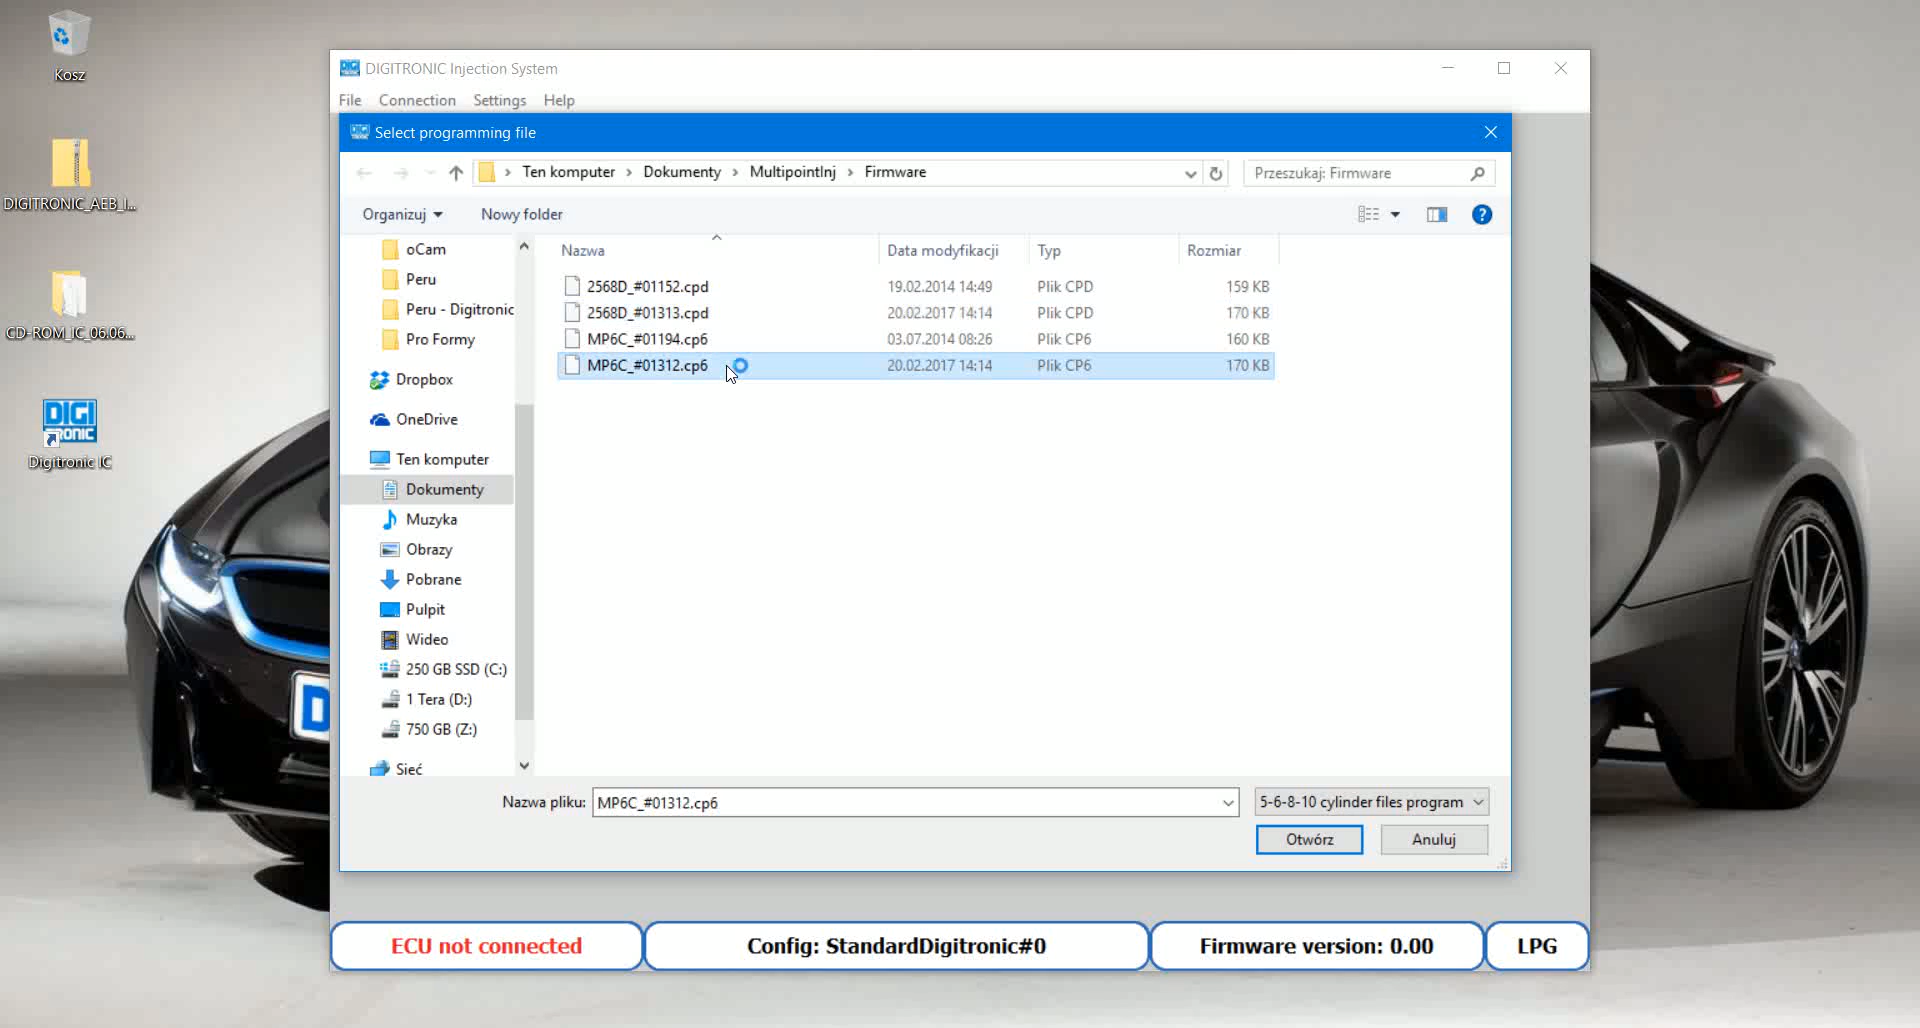 Kosz
DIGITRONIC_AEB_I...
CD-ROM_IC_06.06...
DIGI
TRONIC
Digitronic IC
DIGITRONIC Injection System
File Connection Settings Help
Select programming file
Ten komputer › Dokumenty › MultipointInj › Firmware
Przeszukaj: Firmware
Organizuj Nowy folder
oCam
Peru
Peru - Digitronic
Pro Formy
Dropbox
OneDrive
Ten komputer
Dokumenty
Muzyka
Obrazy
Pobrane
Pulpit
Wideo
250 GB SSD (C:)
1 Tera (D:)
750 GB (Z:)
Sieć
Nazwa Data modyfikacji Typ Rozmiar
2568D_#01152.cpd 19.02.2014 14:49 Plik CPD 159 KB
2568D_#01313.cpd 20.02.2017 14:14 Plik CPD 170 KB
MP6C_#01194.cp6 03.07.2014 08:26 Plik CP6 160 KB
MP6C_#01312.cp6 20.02.2017 14:14 Plik CP6 170 KB
Nazwa pliku: MP6C_#01312.cp6 5-6-8-10 cylinder files program
Otwórz Anuluj
D
ECU not connected Config: StandardDigitronic#0 Firmware version: 0.00 LPG